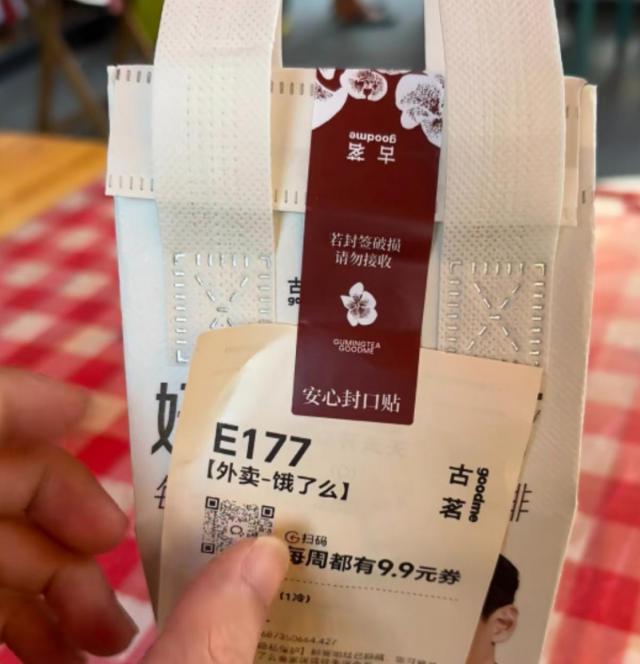 古茗
goodme
若封签破损
请勿接收
GUMINGTEA
GOODME
安心封口贴
古
E177
【外卖-饿了么】
古茗
goodme
扫码
每周都有9.9元券
(1冷)